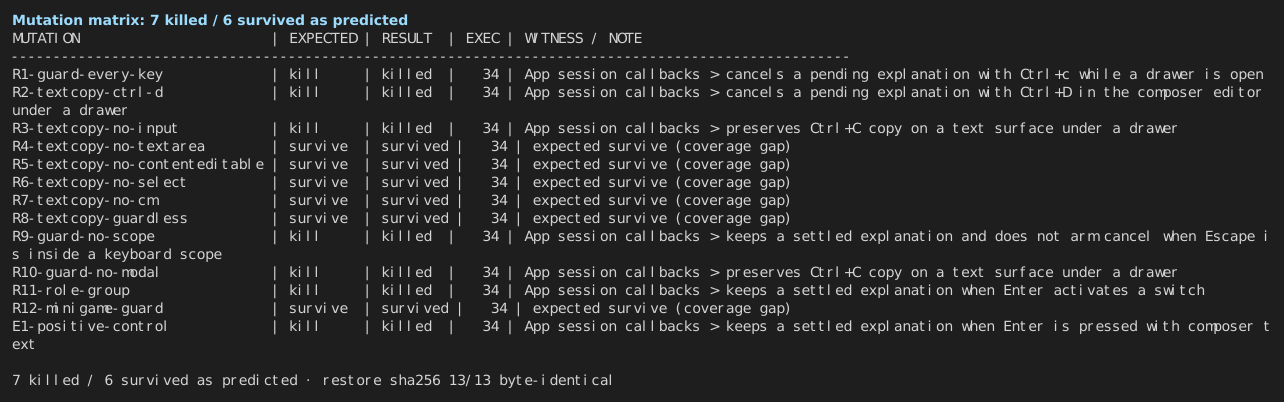 Mutation matrix: 7 killed / 6 survived as predicted
MUTATION | EXPECTED | RESULT | EXEC | WITNESS / NOTE
--------------------------------------------------------------------------------------------------------
R1-guard-every-key | kill | killed | 34 | App session callbacks > cancels a pending explanation with Ctrl+c while a drawer is open
R2-textcopy-ctrl-d | kill | killed | 34 | App session callbacks > cancels a pending explanation with Ctrl+D in the composer editor
under a drawer
R3-textcopy-no-input | kill | killed | 34 | App session callbacks > preserves Ctrl+C copy on a text surface under a drawer
R4-textcopy-no-textarea | survive | survived | 34 | expected survive (coverage gap)
R5-textcopy-no-contenteditable | survive | survived | 34 | expected survive (coverage gap)
R6-textcopy-no-select | survive | survived | 34 | expected survive (coverage gap)
R7-textcopy-no-cm | survive | survived | 34 | expected survive (coverage gap)
R8-textcopy-guardless | survive | survived | 34 | expected survive (coverage gap)
R9-guard-no-scope | kill | killed | 34 | App session callbacks > keeps a settled explanation and does not arm cancel when Escape i
s inside a keyboard scope
R10-guard-no-modal | kill | killed | 34 | App session callbacks > preserves Ctrl+C copy on a text surface under a drawer
R11-role-group | kill | killed | 34 | App session callbacks > keeps a settled explanation when Enter activates a switch
R12-minigame-guard | survive | survived | 34 | expected survive (coverage gap)
E1-positive-control | kill | killed | 34 | App session callbacks > keeps a settled explanation when Enter is pressed with composer t
ext
7 killed / 6 survived as predicted · restore sha256 13/13 byte-identical